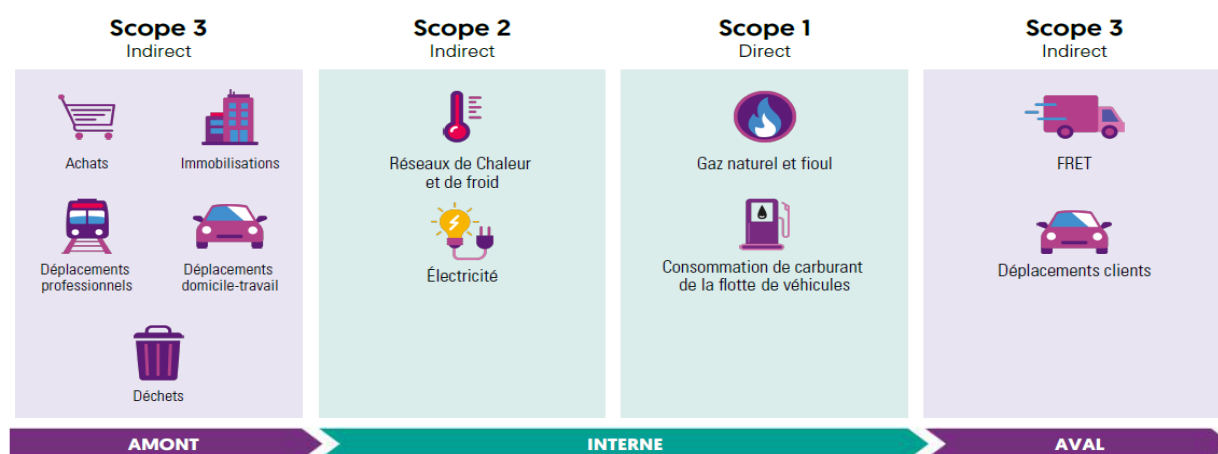 Scope 3
Indirect
Achats
Immobilisations
Déplacements
professionnels
Déplacements
domicile-travail
Déchets
Scope 2
Indirect
Réseaux de Chaleur
et de froid
Électricité
Scope 1
Direct
Gaz naturel et fioul
Consommation de carburant
de la flotte de véhicules
Scope 3
Indirect
FRET
Déplacements clients
AMONT
INTERNE
AVAL